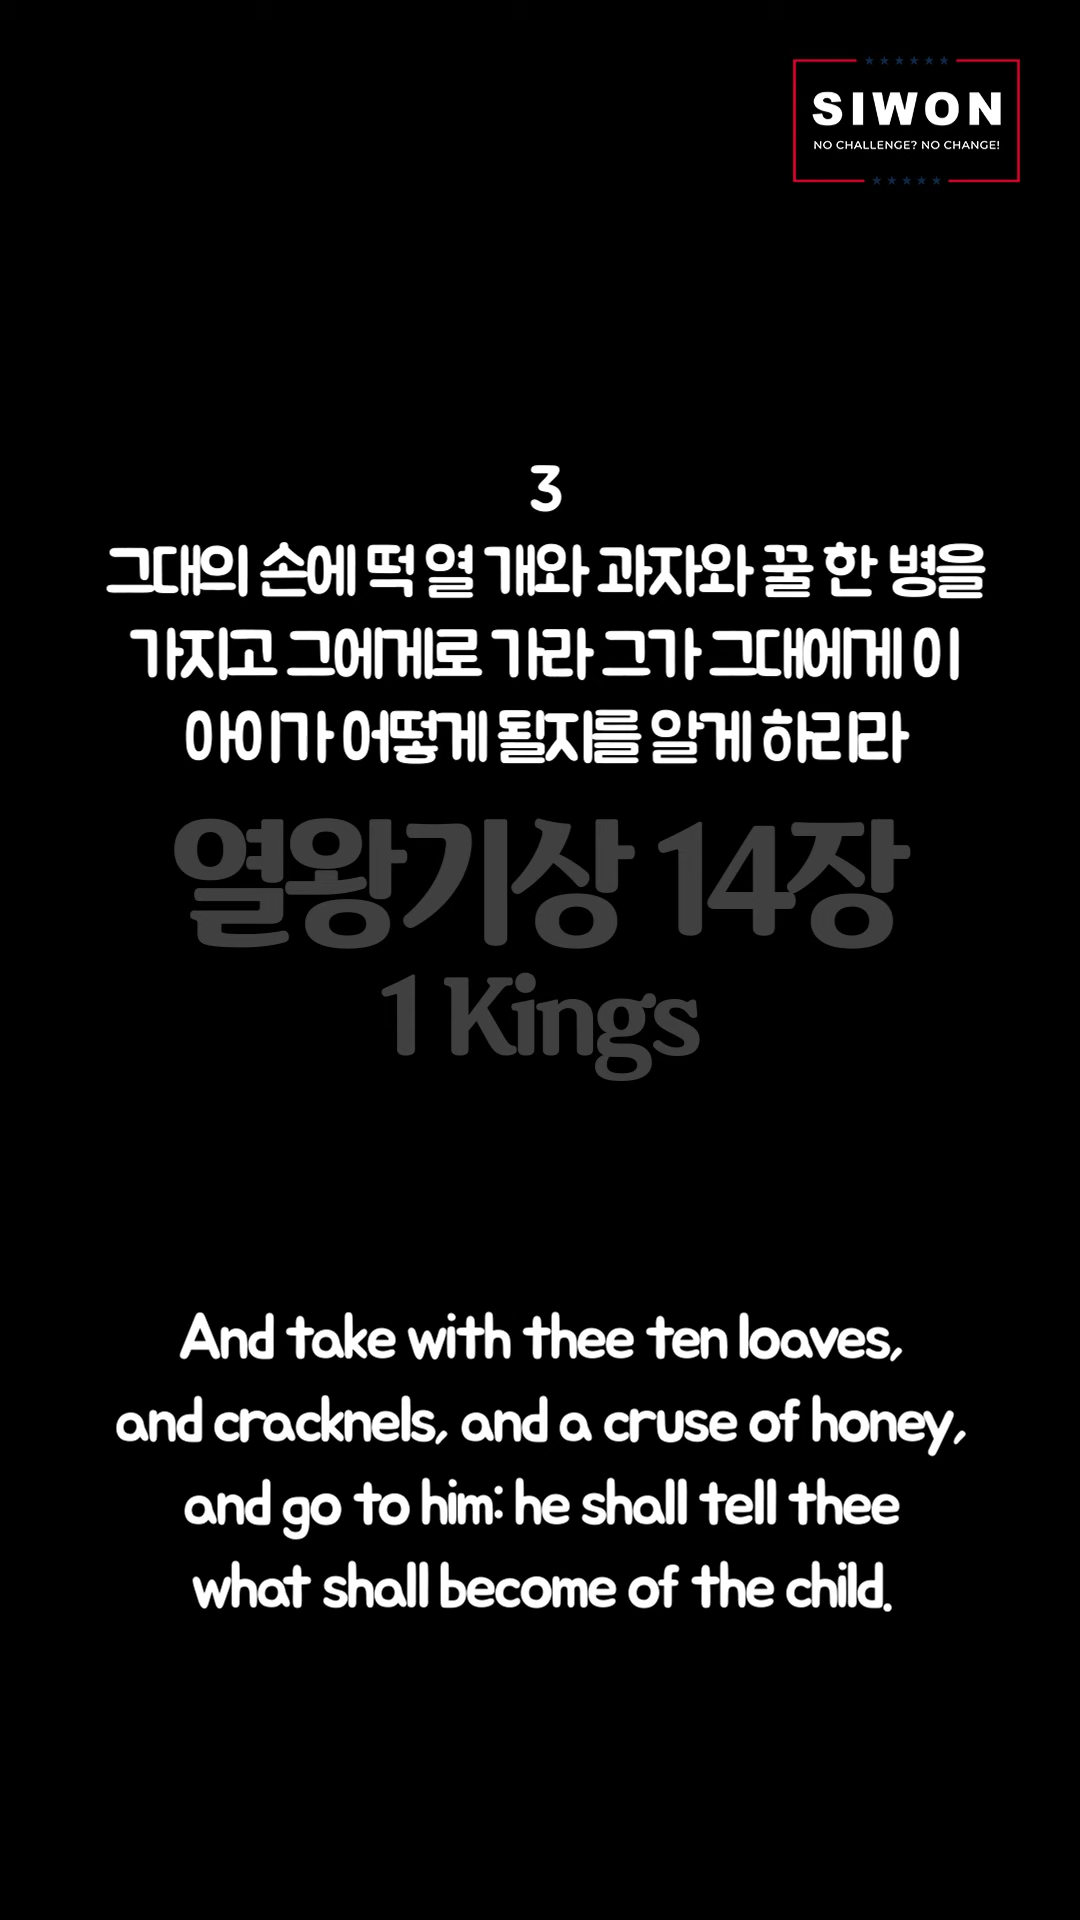 SIWON
NO CHALLENGE? NO CHANGE!
3
그대의 손에 떡 열 개와 과자와 꿀 한 병을
가지고 그에게로 가라 그가 그대에게 이
아이가 어떻게 될지를 알게 하리라
열왕기상 14장
1 Kings
And take with thee ten loaves,
and cracknels, and a cruse of honey,
and go to him: he shall tell thee
what shall become of the child.